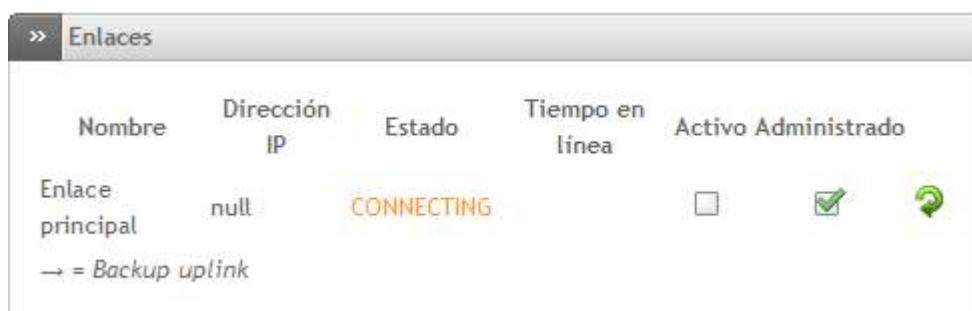 » Enlaces
Nombre Dirección IP Estado Tiempo en línea Activo Administrado
Enlace principal null CONNECTING
→ = Backup uplink